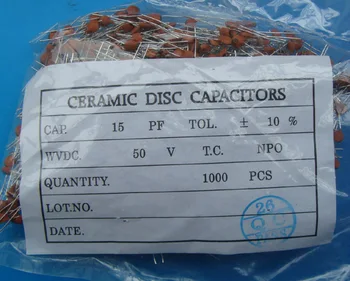 CERAMIC DISC CAPACITORS
CAP. 15 PF TOL. ± 10 %
WVDC. 50 V T.C. NPO
QUANTITY. 1000 PCS
LOT.NO.
DATE.
26